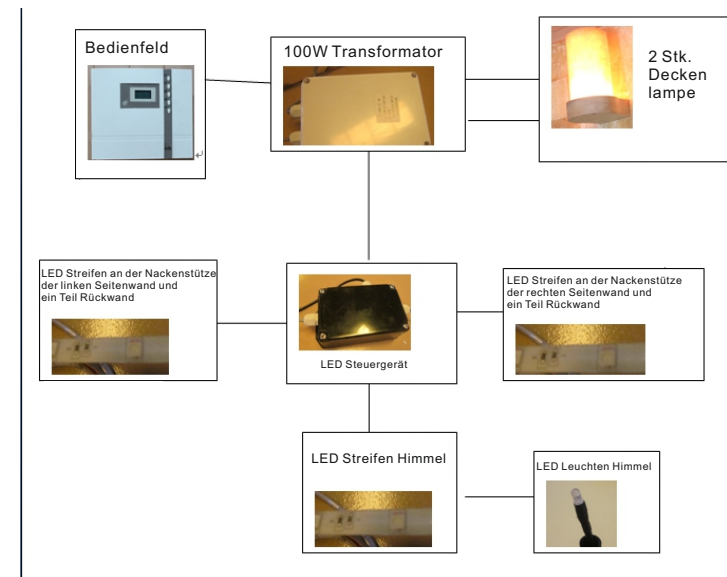 Bedienfeld
100W Transformator
2 Stk.
Decken
lampe
LED Streifen an der Nackenstütze
der linken Seitenwand und
ein Teil Rückwand
LED Steuergerät
LED Streifen an der Nackenstütze
der rechten Seitenwand und
ein Teil Rückwand
LED Streifen Himmel
LED Leuchten Himmel